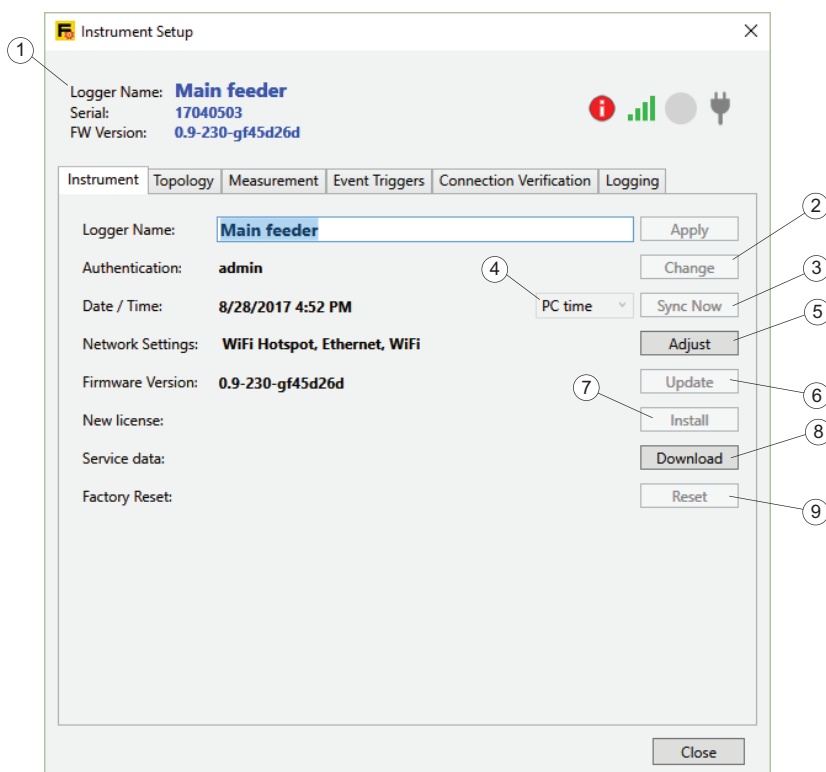 Instrument Setup
1
Logger Name: Main feeder
Serial: 17040503
FW Version: 0.9-230-gf45d26d
Instrument Topology Measurement Event Triggers Connection Verification Logging
2
Logger Name: Main feeder Apply
Authentication: admin 4 Change 3
Date / Time: 8/28/2017 4:52 PM PC time Sync Now 5
Network Settings: WiFi Hotspot, Ethernet, WiFi Adjust
Firmware Version: 0.9-230-gf45d26d 7 Update 6
New license: Install 8
Service data: Download
Factory Reset: Reset 9
Close